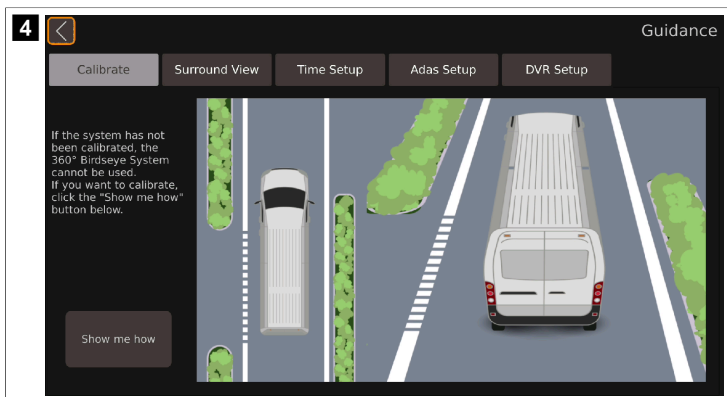 4
Guidance
Calibrate
Surround View
Time Setup
Adas Setup
DVR Setup
If the system has not
been calibrated, the
360° Birdseye System
cannot be used.
If you want to calibrate,
click the "Show me how"
button below.
Show me how